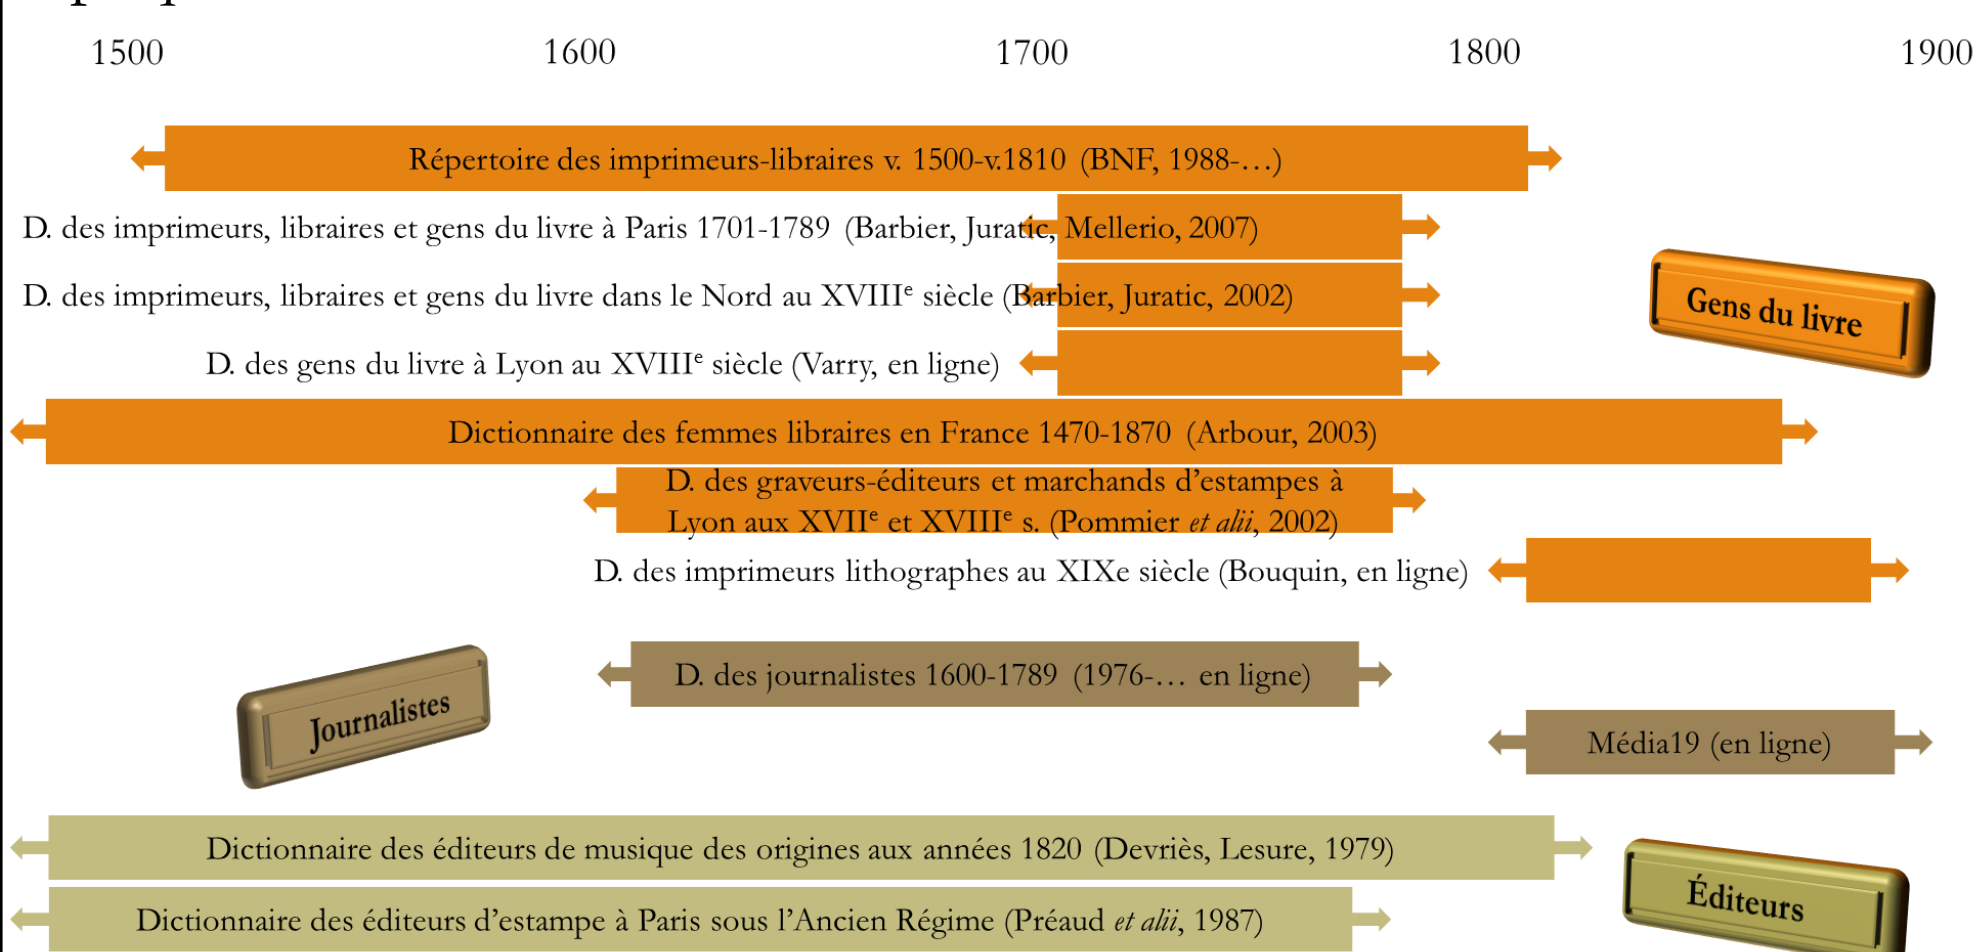 1500 1600 1700 1800 1900
Répertoire des imprimeurs-libraires v. 1500-v.1810 (BNF, 1988-…)
D. des imprimeurs, libraires et gens du livre à Paris 1701-1789 (Barbier, Juratic, Mellerio, 2007)
D. des imprimeurs, libraires et gens du livre dans le Nord au XVIIIe siècle (Barbier, Juratic, 2002)
Gens du livre
D. des gens du livre à Lyon au XVIIIe siècle (Varry, en ligne)
Dictionnaire des femmes libraires en France 1470-1870 (Arbour, 2003)
D. des graveurs-éditeurs et marchands d’estampes à
Lyon aux XVIIe et XVIIIe s. (Pommier et alii, 2002)
D. des imprimeurs lithographes au XIXe siècle (Bouquin, en ligne)
D. des journalistes 1600-1789 (1976-… en ligne)
Journalistes
Média19 (en ligne)
Dictionnaire des éditeurs de musique des origines aux années 1820 (Devriès, Lesure, 1979)
Éditeurs
Dictionnaire des éditeurs d’estampe à Paris sous l’Ancien Régime (Préaud et alii, 1987)